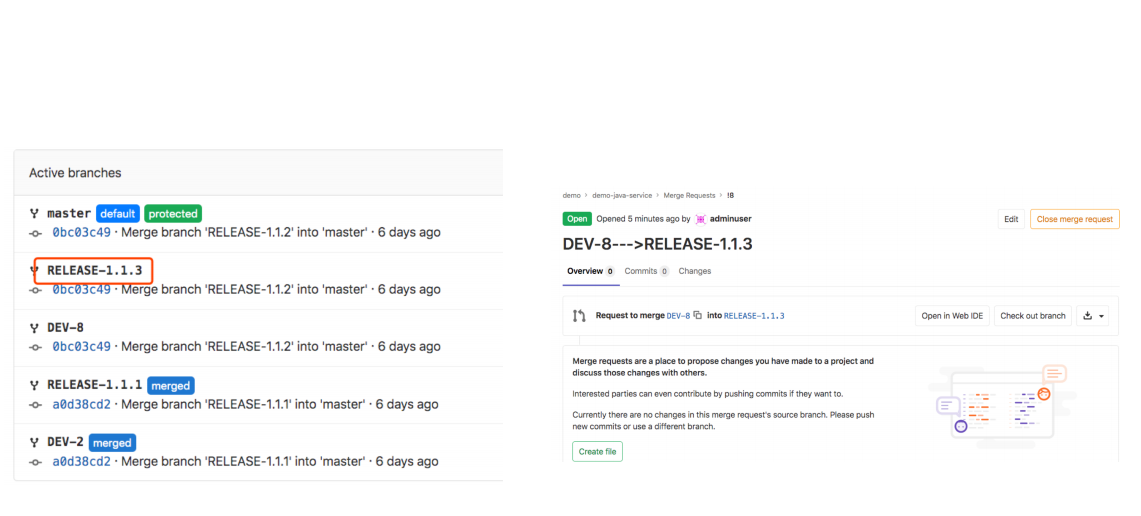 Active branches
master default protected
0bc03c49 · Merge branch 'RELEASE-1.1.2' into 'master' · 6 days ago
RELEASE-1.1.3
0bc03c49 · Merge branch 'RELEASE-1.1.2' into 'master' · 6 days ago
DEV-8
0bc03c49 · Merge branch 'RELEASE-1.1.2' into 'master' · 6 days ago
RELEASE-1.1.1 merged
a0d38cd2 · Merge branch 'RELEASE-1.1.1' into 'master' · 6 days ago
DEV-2 merged
a0d38cd2 · Merge branch 'RELEASE-1.1.1' into 'master' · 6 days ago
demo › demo-java-service › Merge Requests › !8
Open Opened 5 minutes ago by adminuser Edit Close merge request
DEV-8--->RELEASE-1.1.3
Overview 0 Commits 0 Changes
Request to merge DEV-8 into RELEASE-1.1.3 Open in Web IDE Check out branch
Merge requests are a place to propose changes you have made to a project and
discuss those changes with others.
Interested parties can even contribute by pushing commits if they want to.
Currently there are no changes in this merge request's source branch. Please push
new commits or use a different branch.
Create file